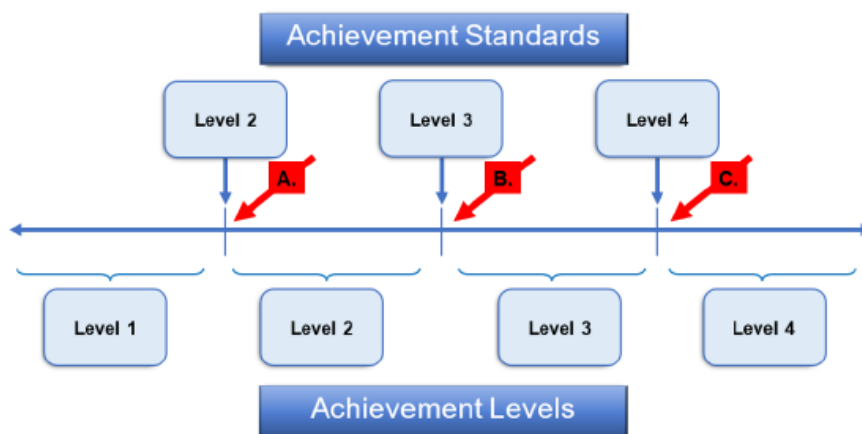 Achievement Standards
Level 2
Level 3
Level 4
A.
B.
C.
Level 1
Level 2
Level 3
Level 4
Achievement Levels